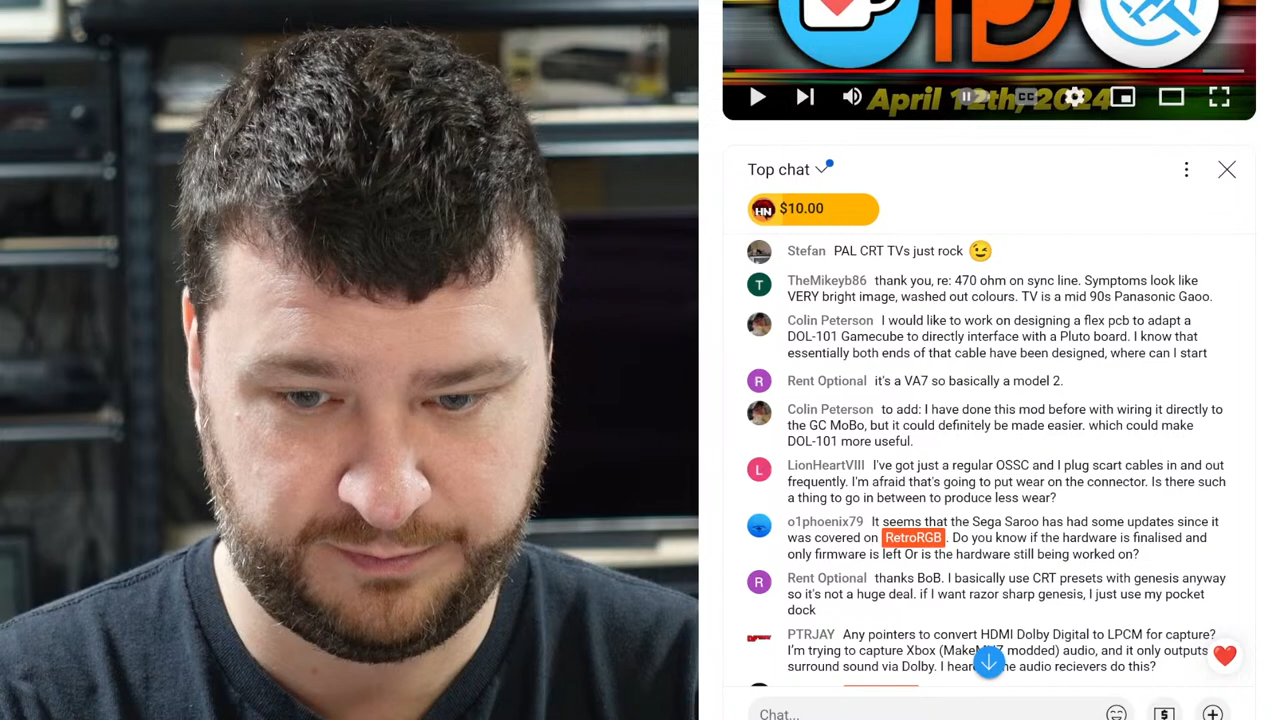 April 12th, 2024
CC
Top chat
HN $10.00
Stefan PAL CRT TVs just rock 😉
T TheMikeyb86 thank you, re: 470 ohm on sync line. Symptoms look like
VERY bright image, washed out colours. TV is a mid 90s Panasonic Gaoo.
Colin Peterson I would like to work on designing a flex pcb to adapt a
DOL-101 Gamecube to directly interface with a Pluto board. I know that
essentially both ends of that cable have been designed, where can I start
R Rent Optional it's a VA7 so basically a model 2.
Colin Peterson to add: I have done this mod before with wiring it directly to
the GC MoBo, but it could definitely be made easier. which could make
DOL-101 more useful.
L LionHeartVIII I've got just a regular OSSC and I plug scart cables in and out
frequently. I'm afraid that's going to put wear on the connector. Is there such
a thing to go in between to produce less wear?
o1phoenix79 It seems that the Sega Saroo has had some updates since it
was covered on RetroRGB. Do you know if the hardware is finalised and
only firmware is left Or is the hardware still being worked on?
R Rent Optional thanks BoB. I basically use CRT presets with genesis anyway
so it's not a huge deal. if I want razor sharp genesis, I just use my pocket
dock
PTRJAY Any pointers to convert HDMI Dolby Digital to LPCM for capture?
I'm trying to capture Xbox modded) audio, and it only outputs
surround sound via Dolby. I audio recievers do this?
Chat...
$